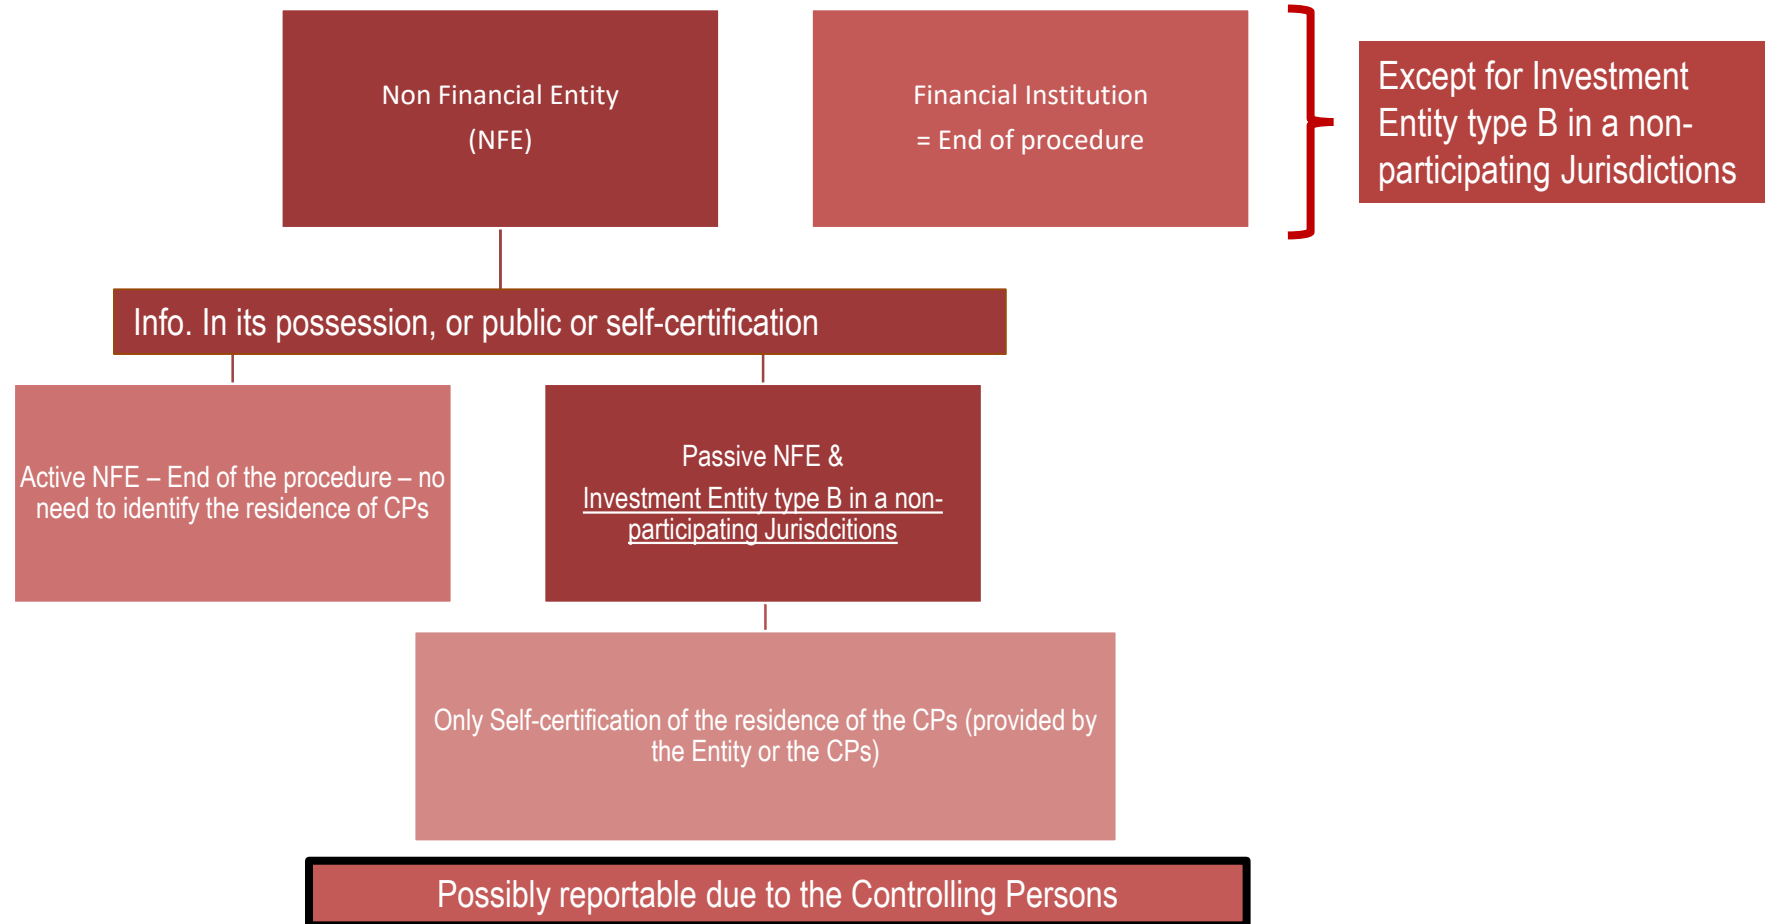 Non Financial Entity
(NFE)
Financial Institution
= End of procedure
Except for Investment
Entity type B in a non-
participating Jurisdictions
Info. In its possession, or public or self-certification
Active NFE – End of the procedure – no
need to identify the residence of CPs
Passive NFE &
Investment Entity type B in a non-
participating Jurisdcitions
Only Self-certification of the residence of the CPs (provided by
the Entity or the CPs)
Possibly reportable due to the Controlling Persons